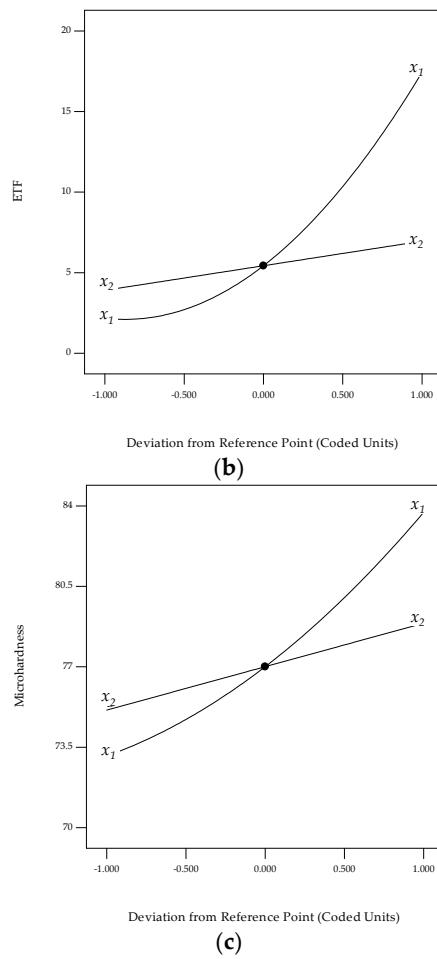 x1
20
15
ETF
10
x2
5
x2
x1
0
-1.000
-0.500
0.000
0.500
1.000
Deviation from Reference Point (Coded Units)
(b)
84
x1
80.5
x2
Microhardness
77
x2
73.5
x1
70
-1.000
-0.500
0.000
0.500
1.000
Deviation from Reference Point (Coded Units)
(c)